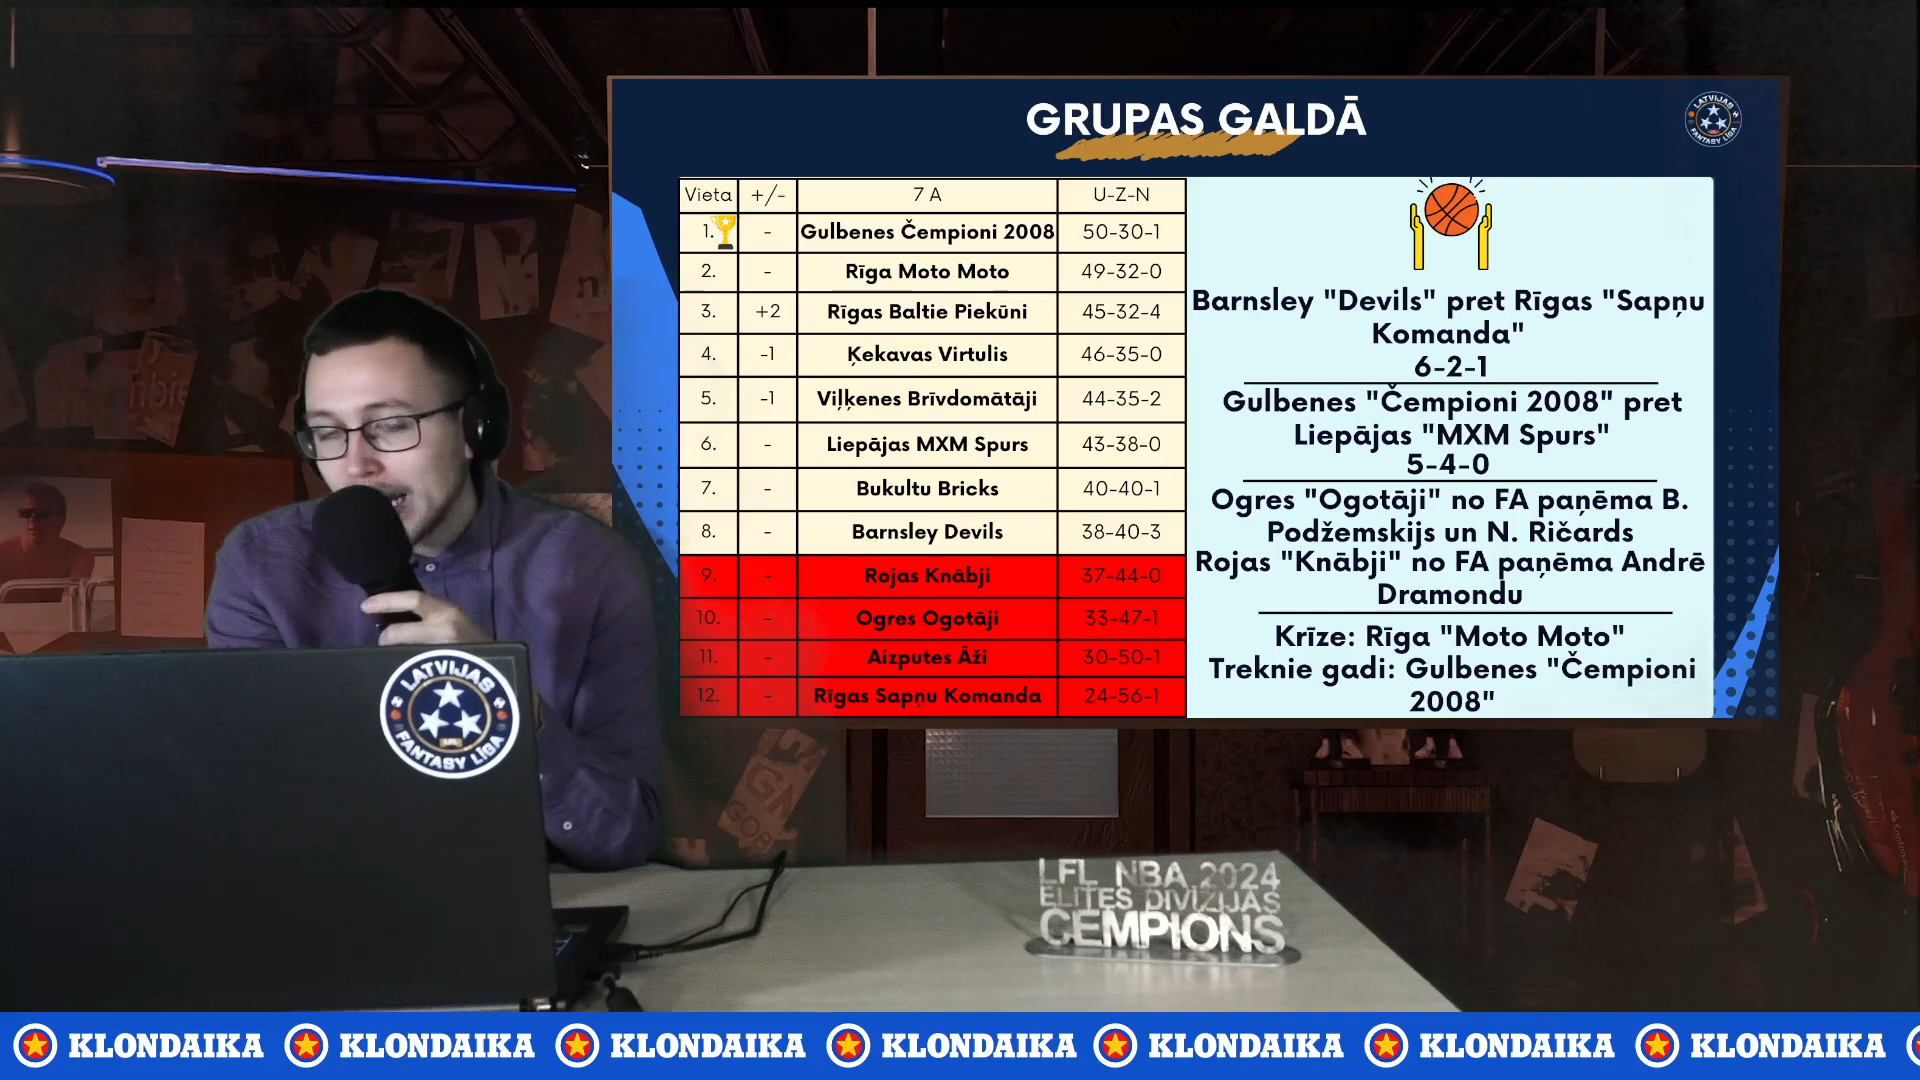 GRUPAS GALDĀ
LATVIJAS
FANTASY LĪGA
Vieta +/- 7 A U-Z-N
1. - Gulbenes Čempioni 2008 50-30-1
2. - Rīga Moto Moto 49-32-0
3. +2 Rīgas Baltie Piekūni 45-32-4
4. -1 Ķekavas Virtulis 46-35-0
5. -1 Viļķenes Brīvdomātāji 44-35-2
6. - Liepājas MXM Spurs 43-38-0
7. - Bukultu Bricks 40-40-1
8. - Barnsley Devils 38-40-3
9. - Rojas Knābji 37-44-0
10. - Ogres Ogotāji 33-47-1
11. - Aizputes Āži 30-50-1
12. - Rīgas Sapņu Komanda 24-56-1
Barnsley "Devils" pret Rīgas "Sapņu
Komanda"
6-2-1
Gulbenes "Čempioni 2008" pret
Liepājas "MXM Spurs"
5-4-0
Ogres "Ogotāji" no FA paņēma B.
Podžemskijs un N. Ričards
Rojas "Knābji" no FA paņēma Andrē
Dramondu
Krīze: Rīga "Moto Moto"
Treknie gadi: Gulbenes "Čempioni
2008"
LATVIJAS
FANTASY LĪGA
LFL NBA 2024
ELITES DIVĪZIJAS
ČEMPIONS
KLONDAIKA KLONDAIKA KLONDAIKA KLONDAIKA KLONDAIKA KLONDAIKA KLONDAIKA